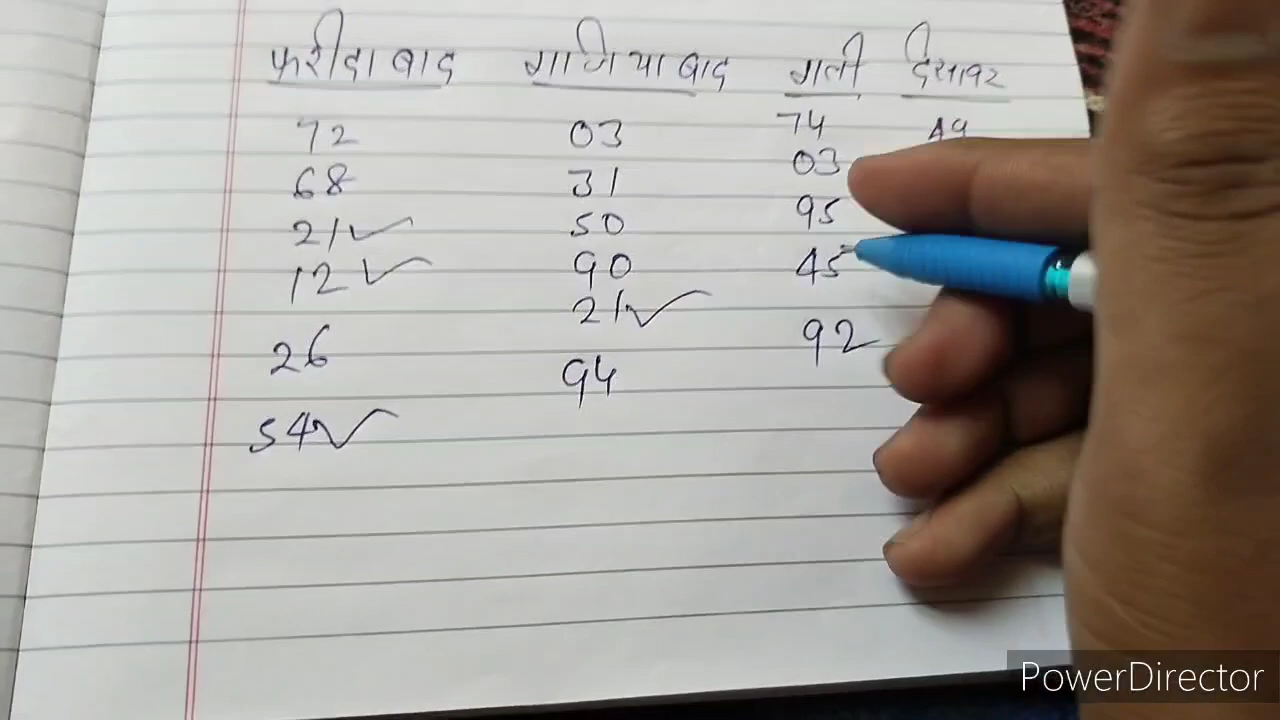 फरीदाबाद गाजियाबाद गली दिसावर
72 03 74 49
68 31 03
21✓ 50 95
12✓ 90 45
21✓
26 94 92
54✓
PowerDirector